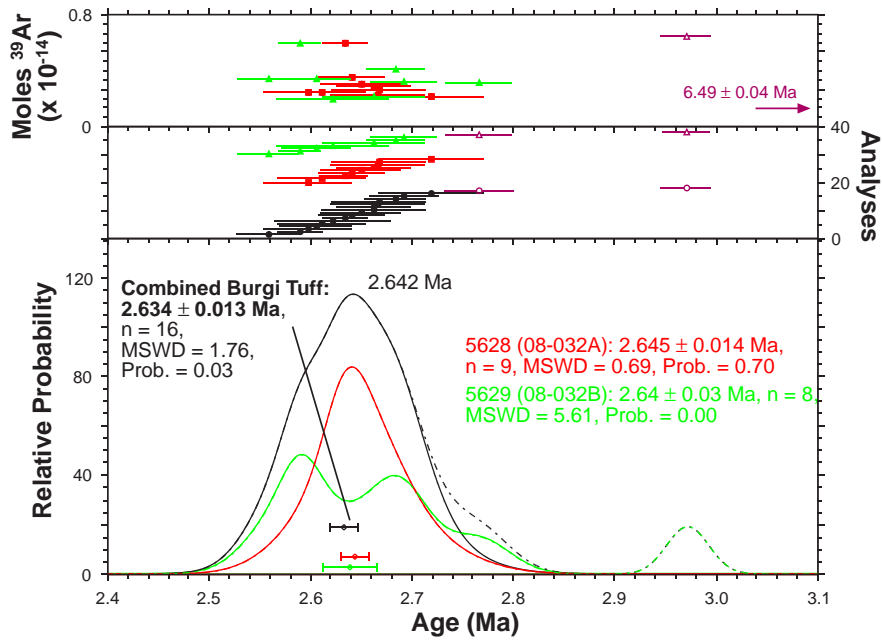 Moles ³⁹Ar
(x 10⁻¹⁴)
0.8
0
6.49 ± 0.04 Ma
40
20
0
Analyses
Combined Burgi Tuff:
2.634 ± 0.013 Ma,
n = 16,
MSWD = 1.76,
Prob. = 0.03
2.642 Ma
5628 (08-032A): 2.645 ± 0.014 Ma,
n = 9, MSWD = 0.69, Prob. = 0.70
5629 (08-032B): 2.64 ± 0.03 Ma, n = 8,
MSWD = 5.61, Prob. = 0.00
Relative Probability
120
80
40
0
2.4 2.5 2.6 2.7 2.8 2.9 3.0 3.1
Age (Ma)